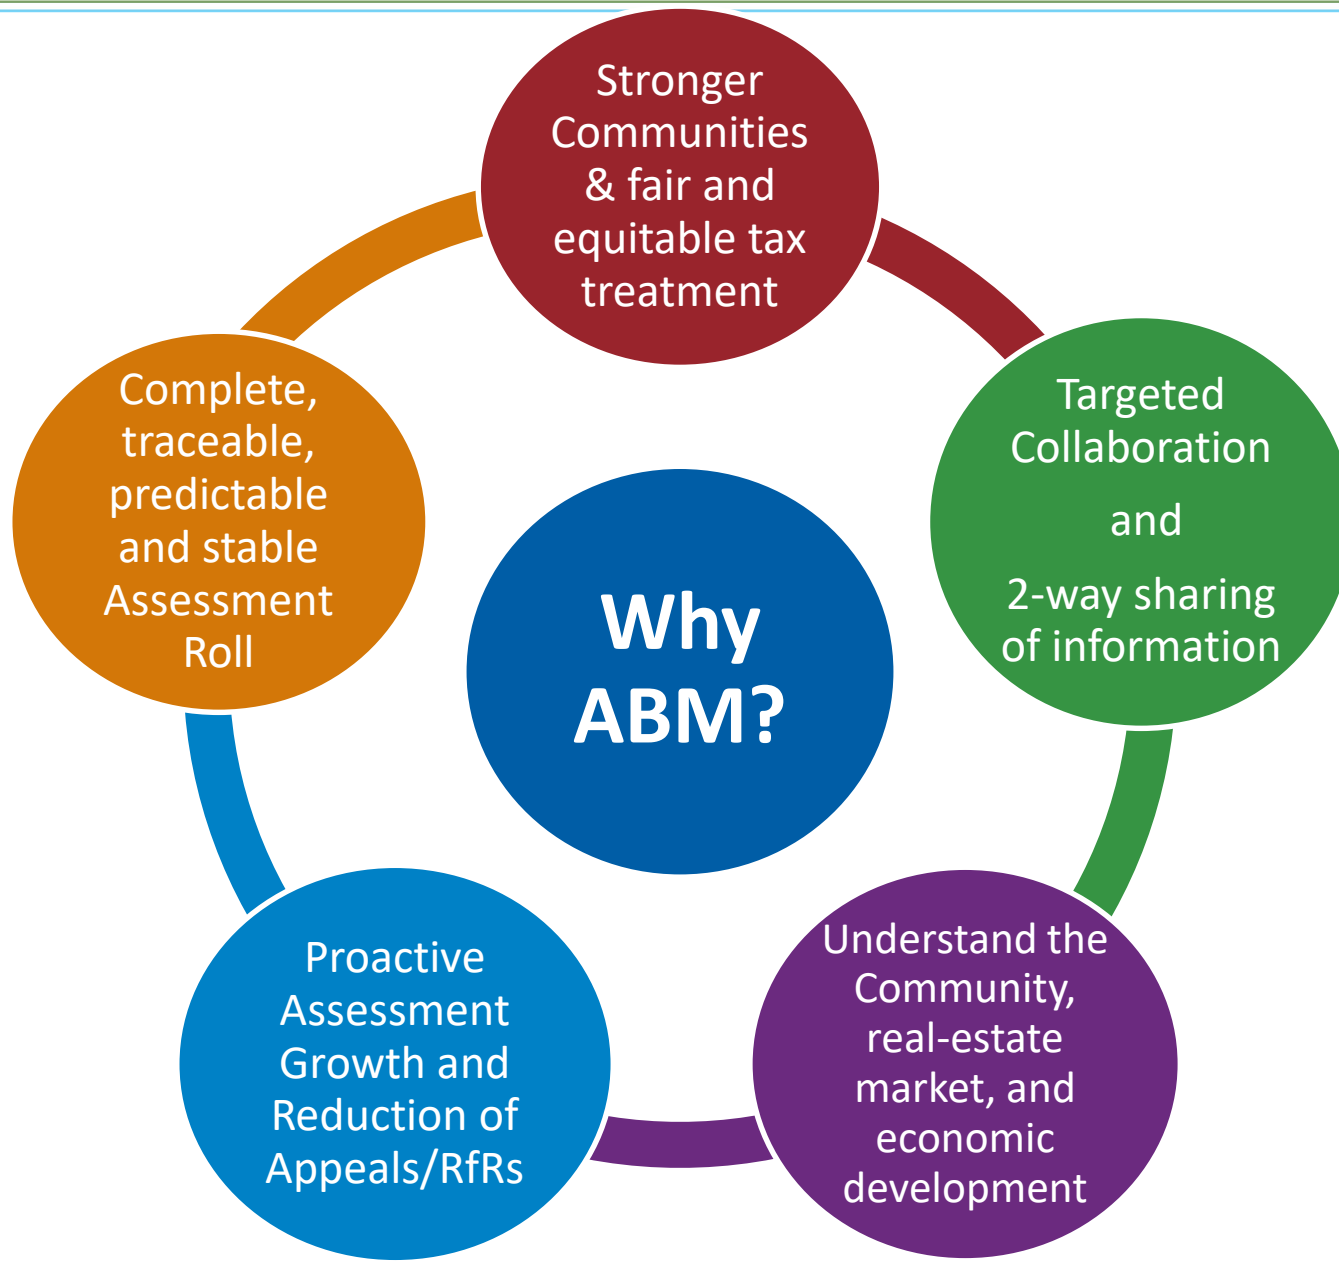 Stronger
Communities
& fair and
equitable tax
treatment
Targeted
Collaboration
and
2-way sharing
of information
Understand the
Community,
real-estate
market, and
economic
development
Proactive
Assessment
Growth and
Reduction of
Appeals/RfRs
Complete,
traceable,
predictable
and stable
Assessment
Roll
Why
ABM?